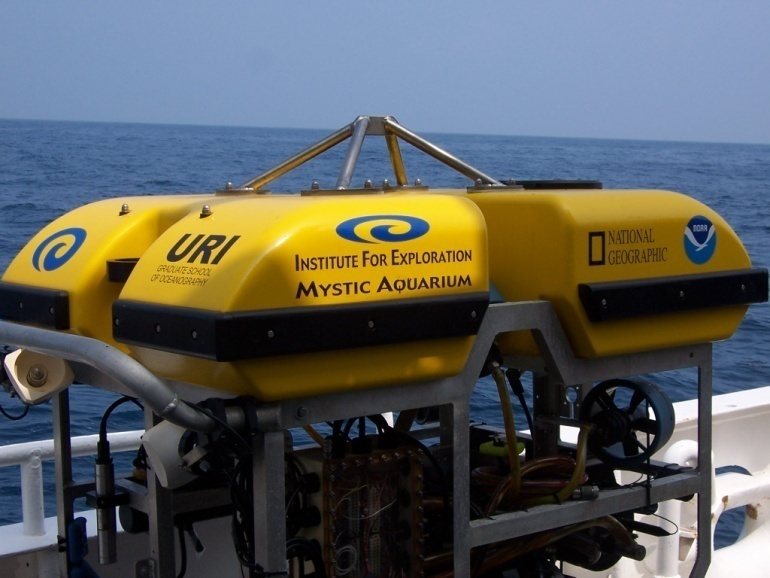 URI
GRADUATE SCHOOL
OF OCEANOGRAPHY
INSTITUTE FOR EXPLORATION
MYSTIC AQUARIUM
NATIONAL
GEOGRAPHIC
NOAA